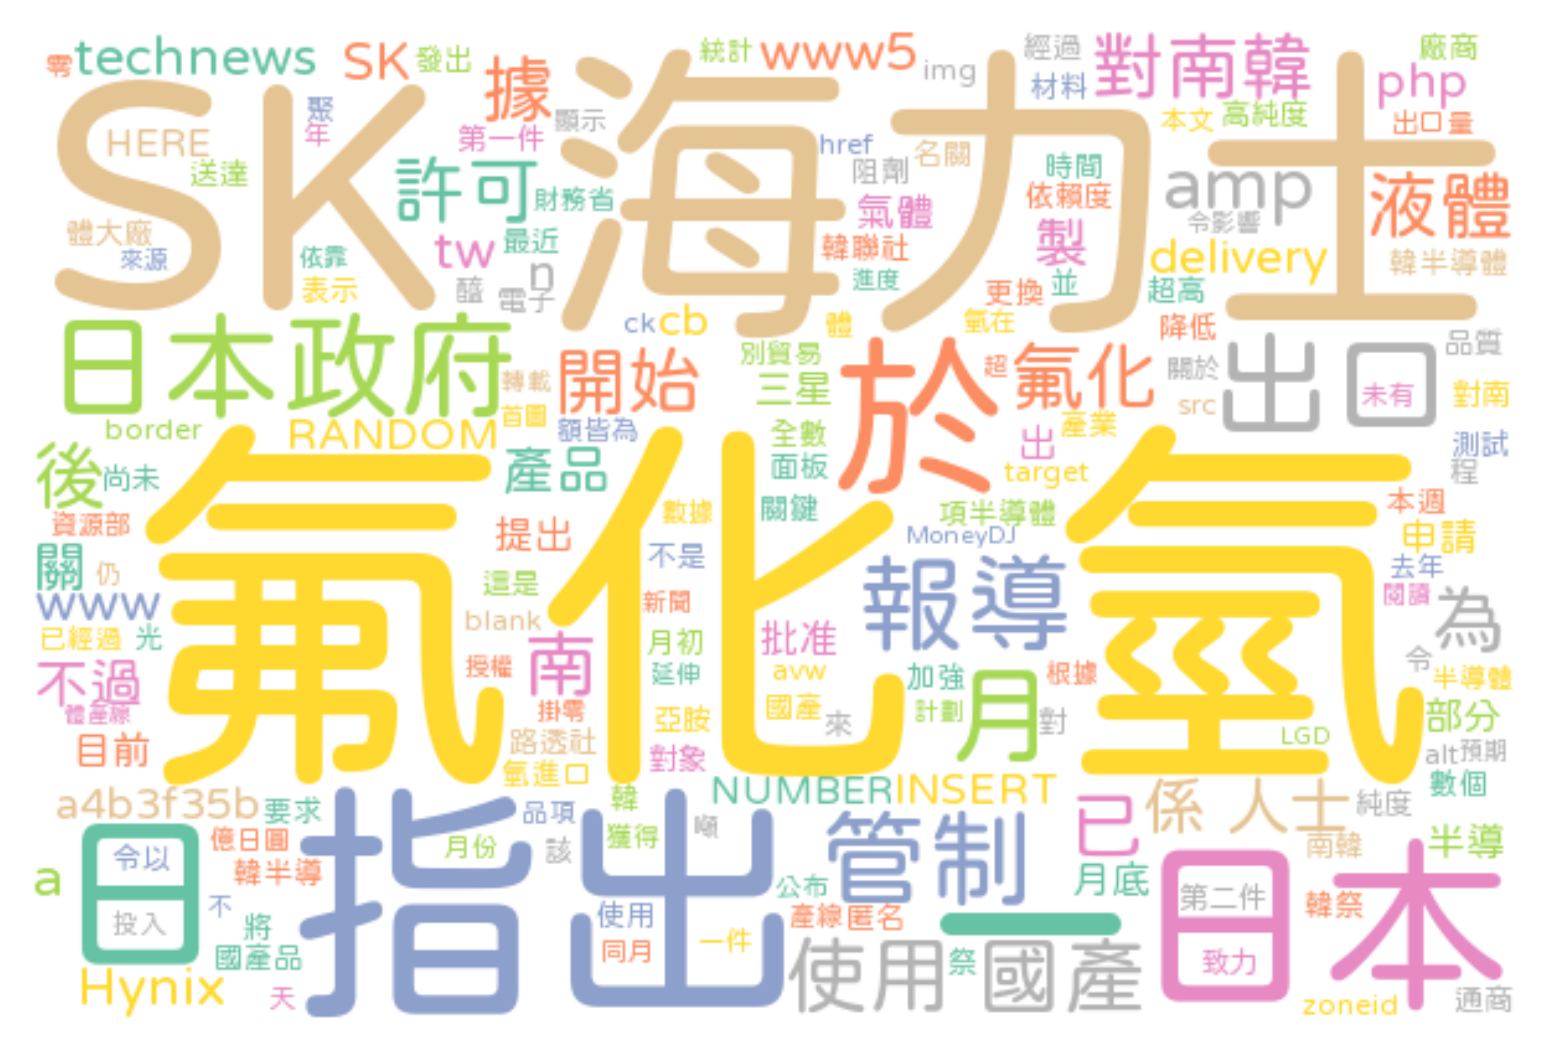 零 technews SK 發出 據 統計 www5 img 經過 材料 對南韓 廠商 php
SK海力士
HERE 聚 年 第一件 顯示 href 阻劑 名關 本文 高純度 出口量
送達 許可 財務省 氣體 時間 依賴度 amp 令影響 液體
體大廠 來源 依靠 表示 tw 最近 n 電子 醯 韓聯社 進度 製 並 更換 delivery 超高 韓半導體
ck cb 體 氬在 降低
日本政府 轉載 首圖 開始 別貿易 三星 於 超 氟化 關於 src 出口 未有 品質 對南
border RANDOM 額皆為 全數 面板 出 產業 target 測試 程
後 尚未 產品 關鍵 項半導體 本週
氟化氫
資源部 提出 數據 不是 MoneyDJ 申請 去年
關 仍 www 這是 blank 新聞 報導 閱讀 為
已經過 光 不過 體產線 授權 南 掛零 月初 延伸 批准 avw 國產 來 加強 計劃 月 根據 對 令 半導體 部分
目前 路透社 氫進口 亞胺 對象 LGD alt 預期 數個
a4b3f35b 要求 品項 韓 NUMBER INSERT 已 係 人士 純度
億日圓 韓半導 月份 該 獲得 噸 管制 月底 南韓 半導
a 日 令以 投入 不 將 國產品 指出 使用 同月 一件 公布 產線 匿名 一 日本 第二件 致力 韓祭
Hynix 天 使用 祭 國產 zoneid 通商